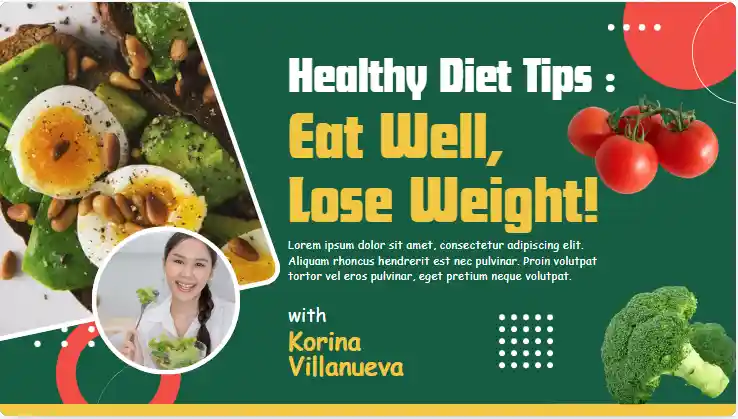 Healthy Diet Tips :
Eat Well,
Lose Weight!
Lorem ipsum dolor sit amet, consectetur adipiscing elit.
Aliquam rhoncus hendrerit est nec pulvinar. Proin volutpat
tortor vel eros pulvinar, eget pretium neque volutpat.
with
Korina
Villanueva